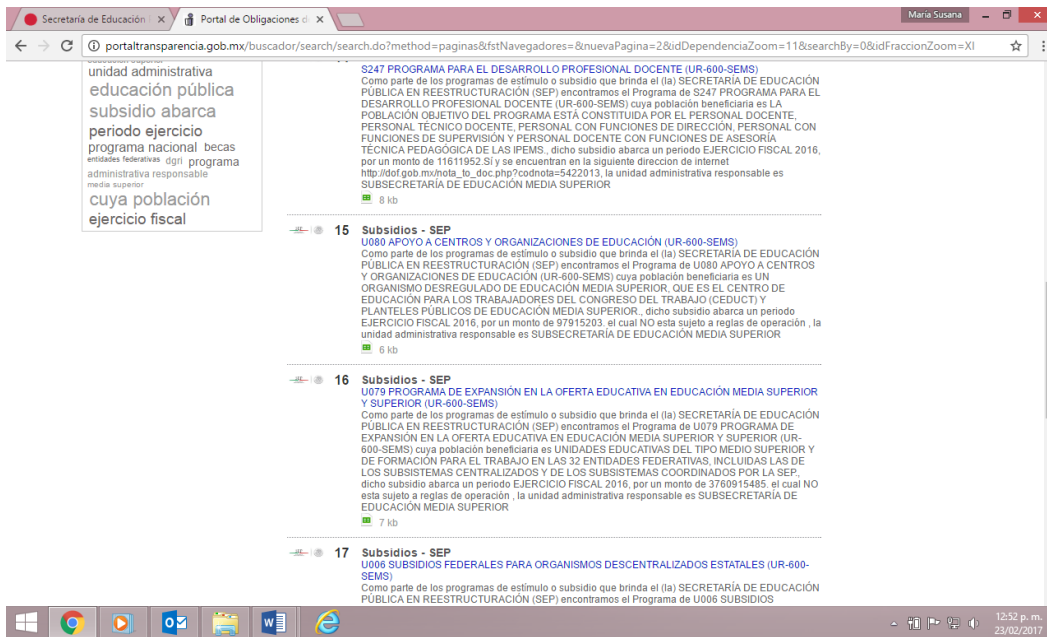 Secretaría de Educación
Portal de Obligaciones d
María Susana
portaltransparencia.gob.mx/buscador/search/search.do?method=paginas&fstNavegadores=&nuevaPagina=2&idDependenciaZoom=11&searchBy=0&idFraccionZoom=XI
unidad administrativa
educación pública
subsidio abarca
periodo ejercicio
programa nacional becas
entidades federativas dgri programa
administrativa responsable
media superior
cuya población
ejercicio fiscal
S247 PROGRAMA PARA EL DESARROLLO PROFESIONAL DOCENTE (UR-600-SEMS)
Como parte de los programas de estímulo o subsidio que brinda el (la) SECRETARÍA DE EDUCACIÓN
PÚBLICA EN REESTRUCTURACIÓN (SEP) encontramos el Programa de S247 PROGRAMA PARA EL
DESARROLLO PROFESIONAL DOCENTE (UR-600-SEMS) cuya población beneficiaria es LA
POBLACIÓN OBJETIVO DEL PROGRAMA ESTÁ CONSTITUIDA POR EL PERSONAL DOCENTE,
PERSONAL TÉCNICO DOCENTE, PERSONAL CON FUNCIONES DE DIRECCIÓN, PERSONAL CON
FUNCIONES DE SUPERVISIÓN Y PERSONAL DOCENTE CON FUNCIONES DE ASESORÍA
TÉCNICA PEDAGÓGICA DE LAS IPEMS., dicho subsidio abarca un periodo EJERCICIO FISCAL 2016,
por un monto de 11611952.Sí y se encuentran en la siguiente direccion de internet
http://dof.gob.mx/nota_to_doc.php?codnota=5422013, la unidad administrativa responsable es
SUBSECRETARÍA DE EDUCACIÓN MEDIA SUPERIOR
8 kb
15 Subsidios - SEP
U080 APOYO A CENTROS Y ORGANIZACIONES DE EDUCACIÓN (UR-600-SEMS)
Como parte de los programas de estímulo o subsidio que brinda el (la) SECRETARÍA DE EDUCACIÓN
PÚBLICA EN REESTRUCTURACIÓN (SEP) encontramos el Programa de U080 APOYO A CENTROS
Y ORGANIZACIONES DE EDUCACIÓN (UR-600-SEMS) cuya población beneficiaria es UN
ORGANISMO DESREGULADO DE EDUCACIÓN MEDIA SUPERIOR, QUE ES EL CENTRO DE
EDUCACIÓN PARA LOS TRABAJADORES DEL CONGRESO DEL TRABAJO (CEDUCT) Y
PLANTELES PÚBLICOS DE EDUCACIÓN MEDIA SUPERIOR., dicho subsidio abarca un periodo
EJERCICIO FISCAL 2016, por un monto de 97915203. el cual NO esta sujeto a reglas de operación , la
unidad administrativa responsable es SUBSECRETARÍA DE EDUCACIÓN MEDIA SUPERIOR
6 kb
16 Subsidios - SEP
U079 PROGRAMA DE EXPANSIÓN EN LA OFERTA EDUCATIVA EN EDUCACIÓN MEDIA SUPERIOR
Y SUPERIOR (UR-600-SEMS)
Como parte de los programas de estímulo o subsidio que brinda el (la) SECRETARÍA DE EDUCACIÓN
PÚBLICA EN REESTRUCTURACIÓN (SEP) encontramos el Programa de U079 PROGRAMA DE
EXPANSIÓN EN LA OFERTA EDUCATIVA EN EDUCACIÓN MEDIA SUPERIOR Y SUPERIOR (UR-
600-SEMS) cuya población beneficiaria es UNIDADES EDUCATIVAS DEL TIPO MEDIO SUPERIOR Y
DE FORMACIÓN PARA EL TRABAJO EN LAS 32 ENTIDADES FEDERATIVAS, INCLUIDAS LAS DE
LOS SUBSISTEMAS CENTRALIZADOS Y DE LOS SUBSISTEMAS COORDINADOS POR LA SEP.,
dicho subsidio abarca un periodo EJERCICIO FISCAL 2016, por un monto de 3760915485. el cual NO
esta sujeto a reglas de operación , la unidad administrativa responsable es SUBSECRETARÍA DE
EDUCACIÓN MEDIA SUPERIOR
7 kb
17 Subsidios - SEP
U006 SUBSIDIOS FEDERALES PARA ORGANISMOS DESCENTRALIZADOS ESTATALES (UR-600-
SEMS)
Como parte de los programas de estímulo o subsidio que brinda el (la) SECRETARÍA DE EDUCACIÓN
PÚBLICA EN REESTRUCTURACIÓN (SEP) encontramos el Programa de U006 SUBSIDIOS
12:52 p. m.
23/02/2017